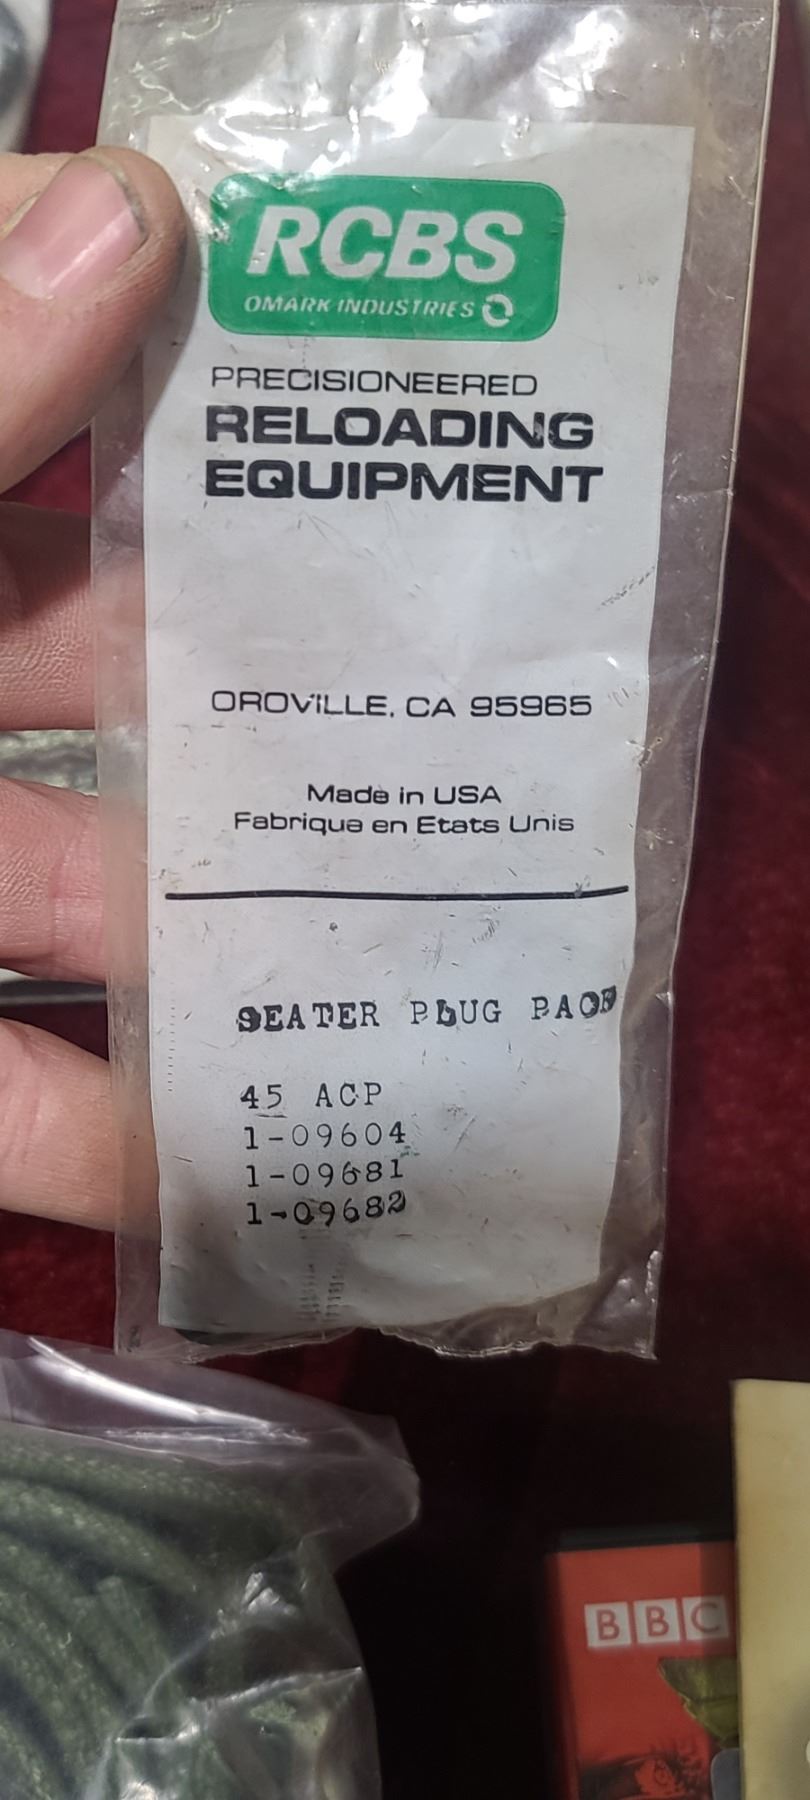 RCBS
OMARK INDUSTRIES
PRECISIONEERED
RELOADING
EQUIPMENT
OROVILLE, CA 95965
Made in USA
Fabrique en Etats Unis
SEATER PLUG PACK
45 ACP
1-09604
1-09681
1-09682
BBC